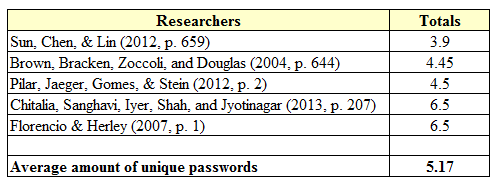 Researchers Totals
Sun, Chen, & Lin (2012, p. 659) 3.9
Brown, Bracken, Zoccoli, and Douglas (2004, p. 644) 4.45
Pilar, Jaeger, Gomes, & Stein (2012, p. 2) 4.5
Chitalia, Sanghavi, Iyer, Shah, and Jyotinagar (2013, p. 207) 6.5
Florencio & Herley (2007, p. 1) 6.5
Average amount of unique passwords 5.17